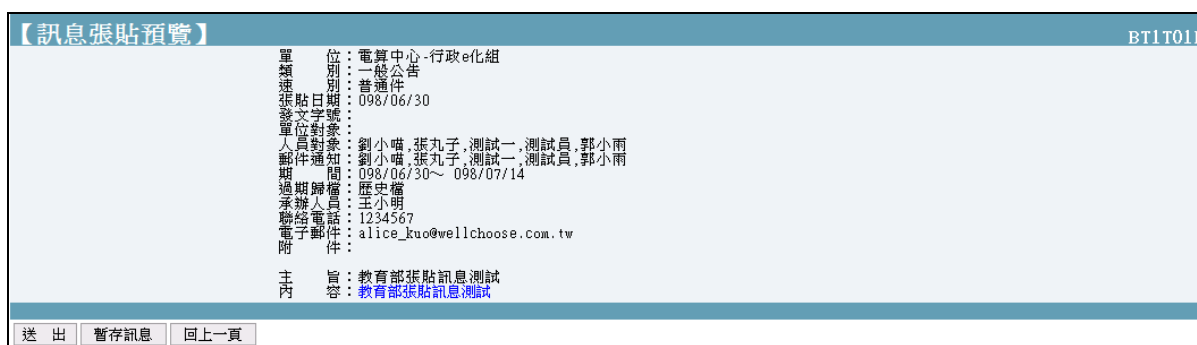 【訊息張貼預覽】
BT1T01
單　　位：電算中心-行政e化組
類　　別：一般公告
速　　別：普通件
張貼日期：098/06/30
發文字號：
單位對象：
人員對象：劉小喵,張丸子,測試一,測試員,郭小雨
郵件通知：劉小喵,張丸子,測試一,測試員,郭小雨
期　　間：098/06/30～ 098/07/14
過期歸檔：歷史檔
承辦人員：王小明
聯絡電話：1234567
電子郵件：alice_kuo@wellchoose.com.tw
附　　件：
主　　旨：教育部張貼訊息測試
內　　容：教育部張貼訊息測試
送　出　暫存訊息　回上一頁